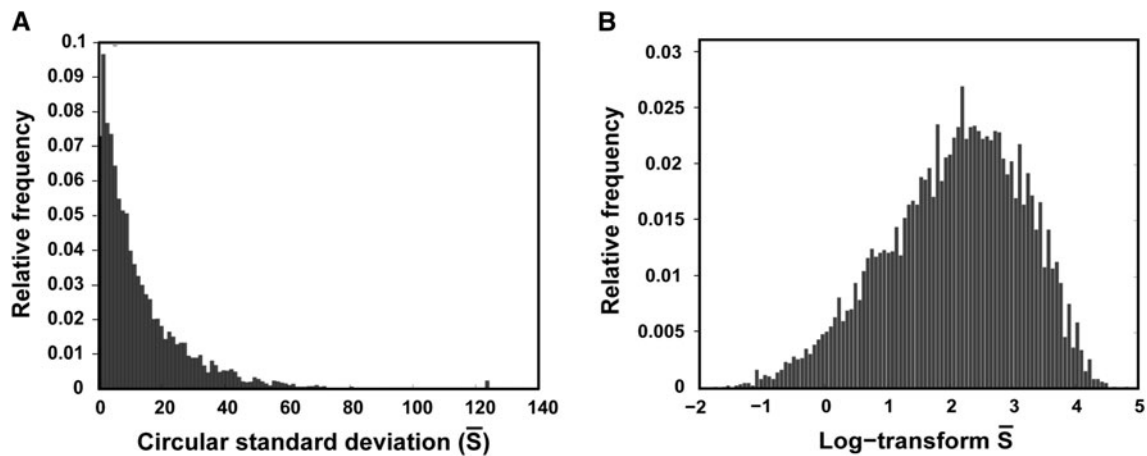 A
0.1
0.09
0.08
0.07
0.06
0.05
0.04
0.03
0.02
0.01
0
Relative frequency
0 20 40 60 80 100 120 140
Circular standard deviation (S̅)
B
0.03
0.025
0.02
0.015
0.01
0.005
0
Relative frequency
−2 −1 0 1 2 3 4 5
Log−transform S̅